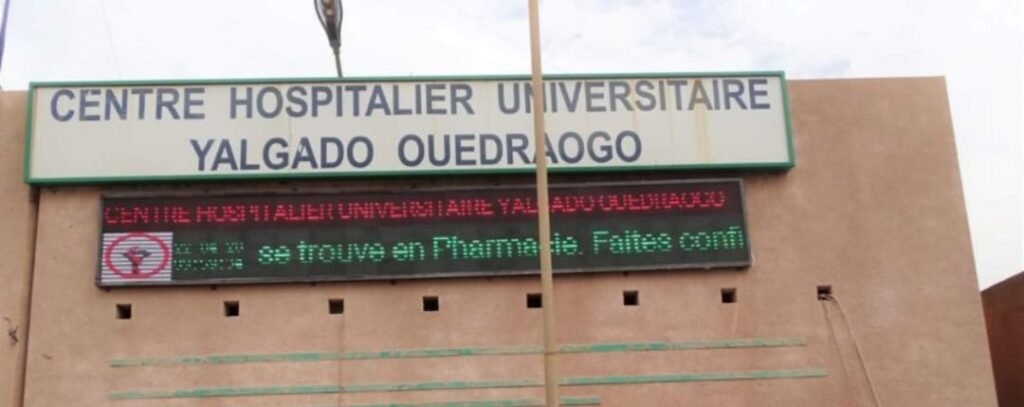 CENTRE HOSPITALIER UNIVERSITAIRE
YALGADO OUEDRAOGO
CENTRE HOSPITALIER UNIVERSITAIRE YALGADO OUEDRAOGO
se trouve en Pharmacie. Faites confi